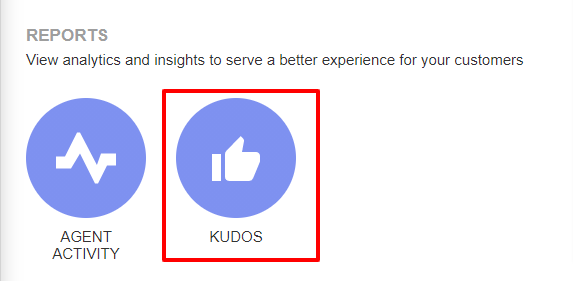 REPORTS
View analytics and insights to serve a better experience for your customers
AGENT
ACTIVITY
KUDOS